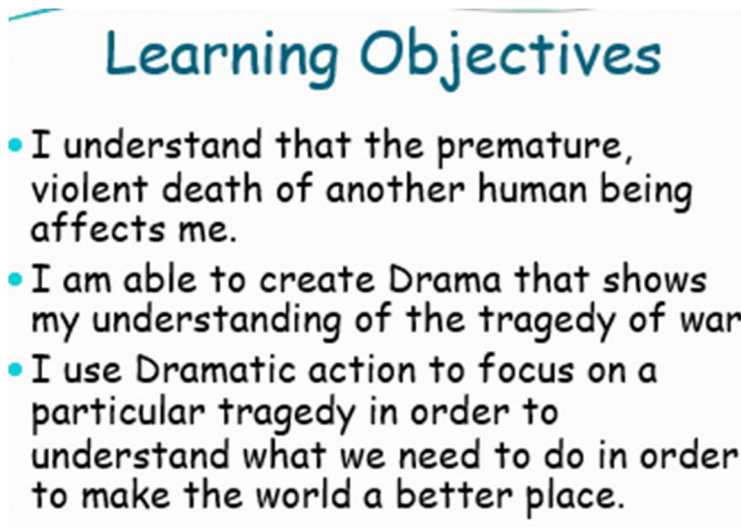 Learning Objectives
I understand that the premature,
violent death of another human being
affects me.
I am able to create Drama that shows
my understanding of the tragedy of war
I use Dramatic action to focus on a
particular tragedy in order to
understand what we need to do in order
to make the world a better place.